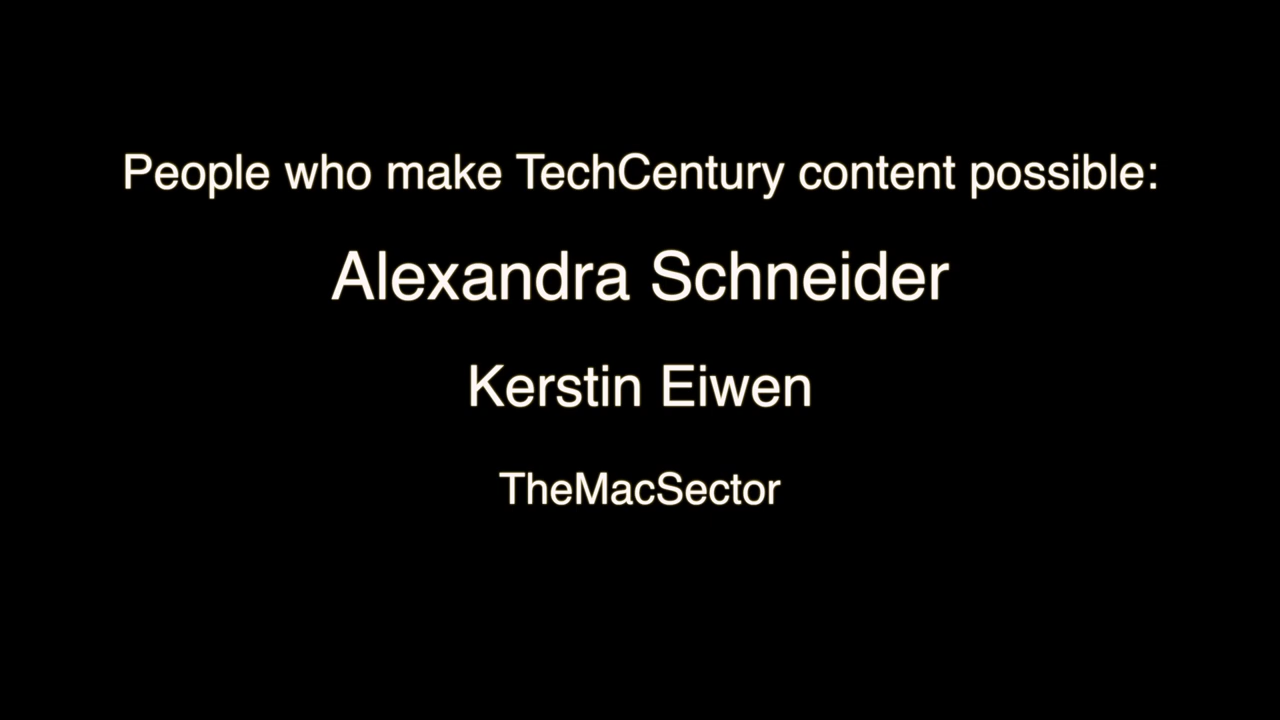 People who make TechCentury content possible:
Alexandra Schneider
Kerstin Eiwen
TheMacSector